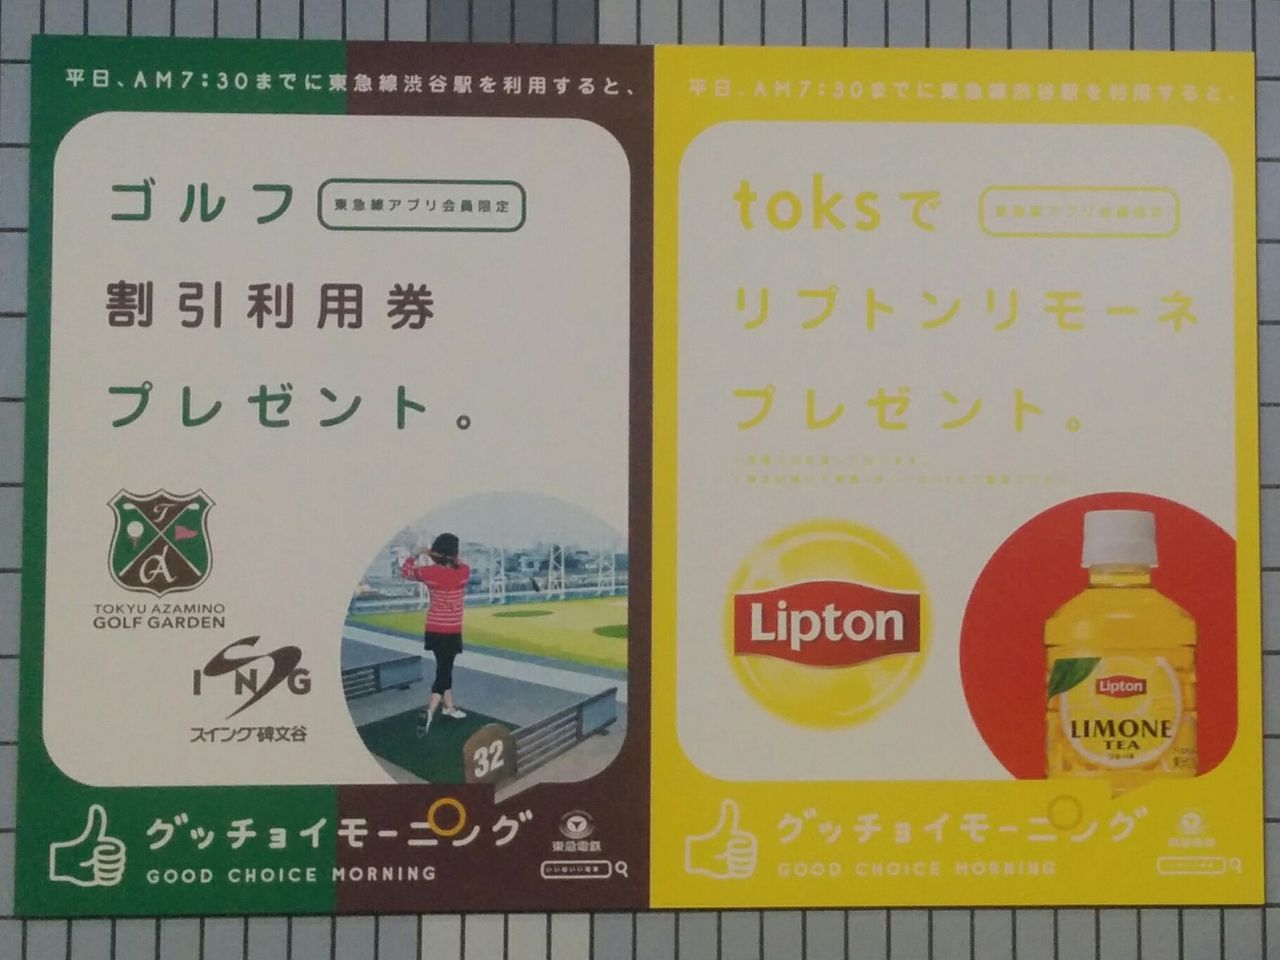 平日、AM7:30までに東急線渋谷駅を利用すると、
ゴルフ
東急線アプリ会員限定
割引利用券
プレゼント。
TA
TOKYU AZAMINO
GOLF GARDEN
SWING
スイング碑文谷
32
グッチョイモーニング
GOOD CHOICE MORNING
東急電鉄
平日、AM7:30までに東急線渋谷駅を利用すると、
toksで
東急線アプリ会員限定
リプトンリモーネ
プレゼント。
Lipton
Lipton
LIMONE
TEA
グッチョイモーニング
GOOD CHOICE MORNING
東急電鉄